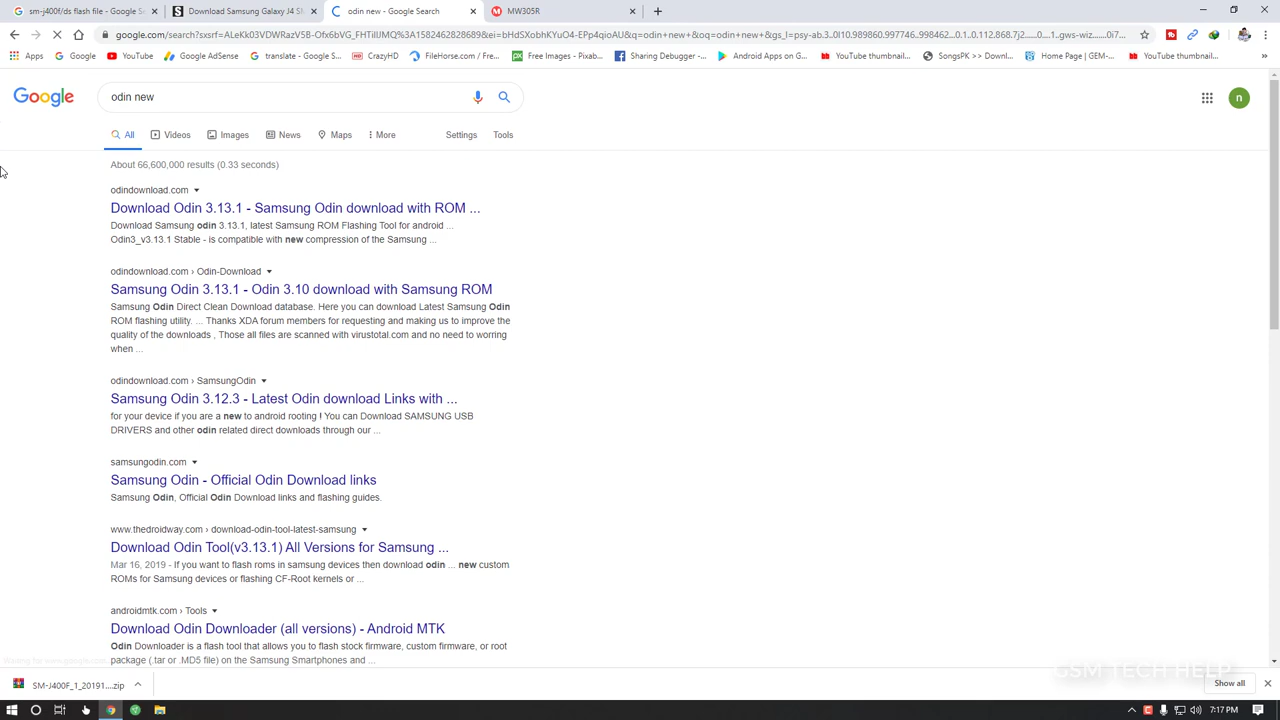 sm-j400f/ds flash file - Google S
Download Samsung Galaxy J4 S
odin new - Google Search
MW305R
google.com/search?sxsrf=ALeKk03VDWRazV5B-Ofx6bVG_FHTiIlJMQ%3A1582462828689&ei=bHdSXobhKYuO4-EPp4qioAU&q=odin+new+&oq=odin+new+&gs_l=psy-ab.3..0l10.989860.997746..998462...0.1..0.112.868.7j2......0....1..gws-wiz.......0i7...
Apps
Google
YouTube
Google AdSense
translate - Google S...
CrazyHD
FileHorse.com / Fre...
Free Images - Pixab...
Sharing Debugger -...
Android Apps on G...
YouTube thumbnail...
SongsPK >> Downl...
Home Page | GEM-...
YouTube thumbnail...
Google
odin new
n
All
Videos
Images
News
Maps
More
Settings
Tools
About 66,600,000 results (0.33 seconds)
odindownload.com
Download Odin 3.13.1 - Samsung Odin download with ROM ...
Download Samsung odin 3.13.1, latest Samsung ROM Flashing Tool for android ...
Odin3_v3.13.1 Stable - is compatible with new compression of the Samsung ...
odindownload.com › Odin-Download
Samsung Odin 3.13.1 - Odin 3.10 download with Samsung ROM
Samsung Odin Direct Clean Download database. Here you can download Latest Samsung Odin
ROM flashing utility. ... Thanks XDA forum members for requesting and making us to improve the
quality of the downloads , Those all files are scanned with virustotal.com and no need to worring
when ...
odindownload.com › SamsungOdin
Samsung Odin 3.12.3 - Latest Odin download Links with ...
for your device if you are a new to android rooting ! You can Download SAMSUNG USB
DRIVERS and other odin related direct downloads through our ...
samsungodin.com
Samsung Odin - Official Odin Download links
Samsung Odin, Official Odin Download links and flashing guides.
www.thedroidway.com › download-odin-tool-latest-samsung
Download Odin Tool(v3.13.1) All Versions for Samsung ...
Mar 16, 2019 - If you want to flash roms in samsung devices then download odin ... new custom
ROMs for Samsung devices or flashing CF-Root kernels or ...
androidmtk.com › Tools
Download Odin Downloader (all versions) - Android MTK
Odin Downloader is a flash tool that allows you to flash stock firmware, custom firmware, or root
package (.tar or .MD5 file) on the Samsung Smartphones and ...
Waiting for www.google.com...
GSM TECH HELP
SM-J400F_1_20191....zip
Show all
7:17 PM